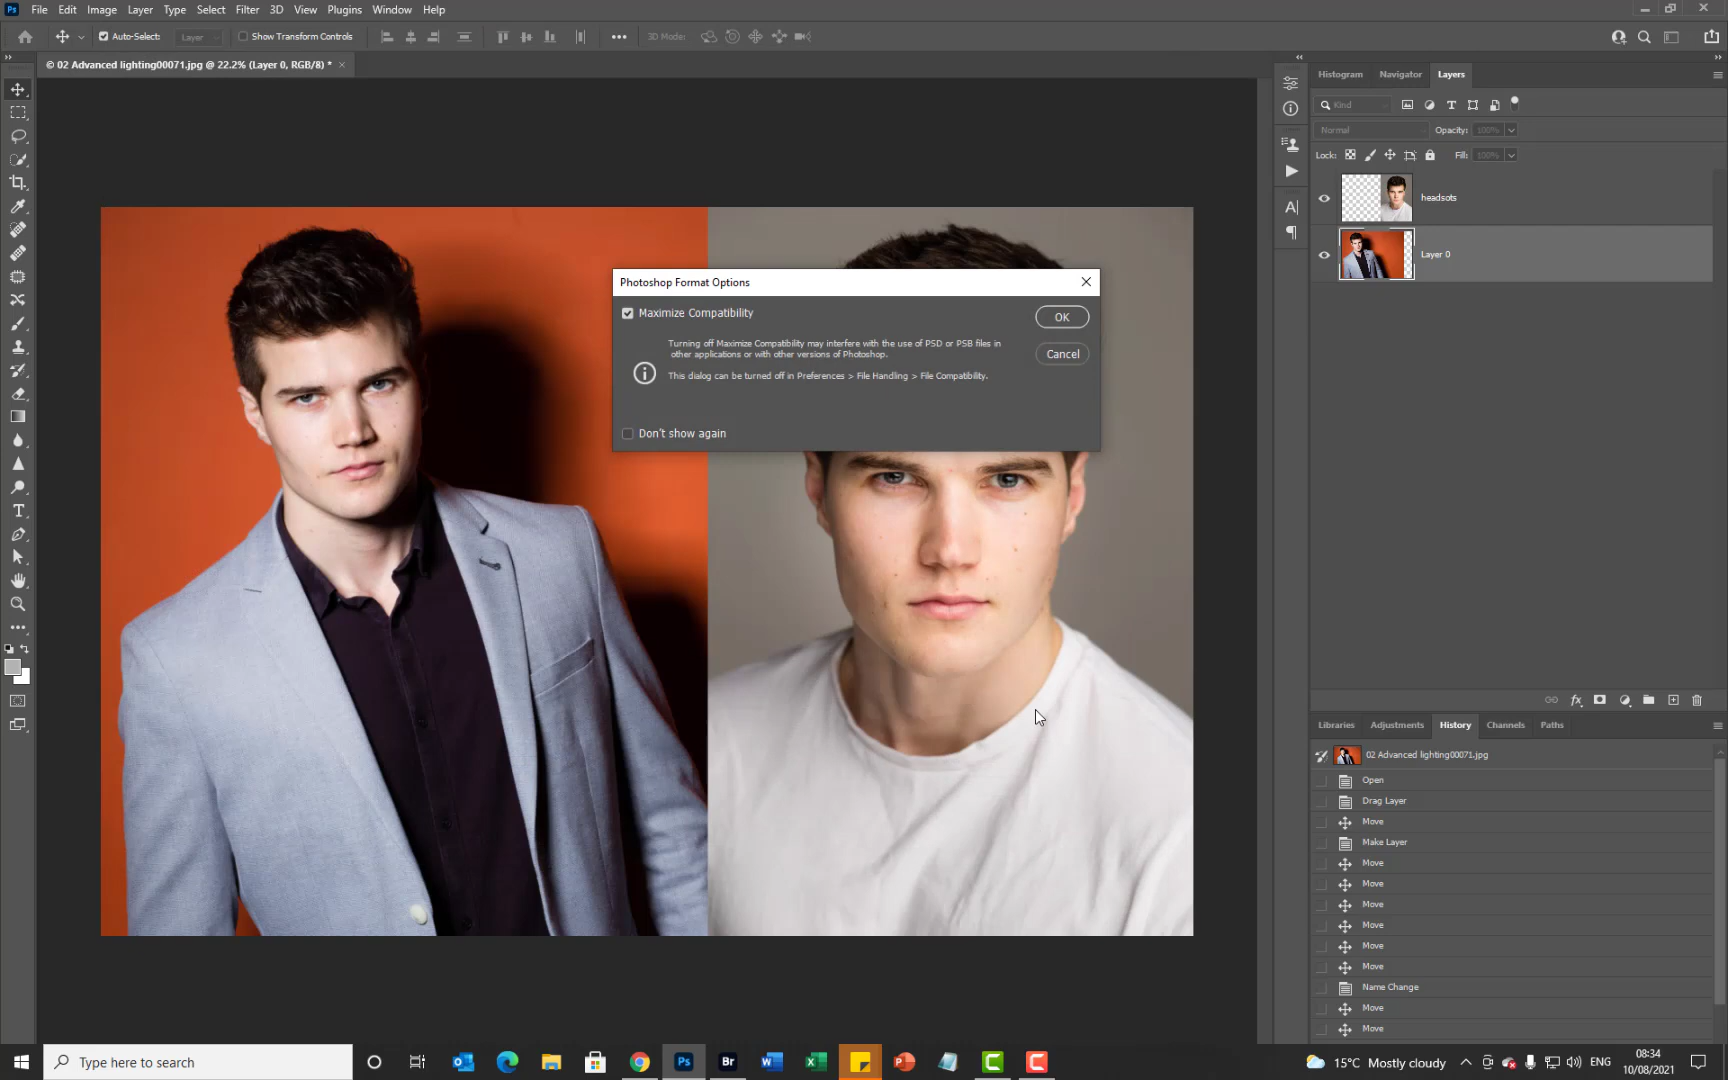 Ps File Edit Image Layer Type Select Filter 3D View Plugins Window Help
Auto-Select: Layer Show Transform Controls ••• 3D Mode:
© 02 Advanced lighting00071.jpg @ 22.2% (Layer 0, RGB/8) * ×
Histogram Navigator Layers
Kind
Normal Opacity: 100%
Lock: Fill: 100%
headsots
Layer 0
Photoshop Format Options
Maximize Compatibility
OK
Turning off Maximize Compatibility may interfere with the use of PSD or PSB files in
other applications or with other versions of Photoshop.
Cancel
This dialog can be turned off in Preferences > File Handling > File Compatibility.
Don't show again
Libraries Adjustments History Channels Paths
02 Advanced lighting00071.jpg
Open
Drag Layer
Move
Make Layer
Move
Move
Move
Move
Move
Move
Name Change
Move
Move
Type here to search
Ps Br
15°C Mostly cloudy
ENG
08:34
10/08/2021